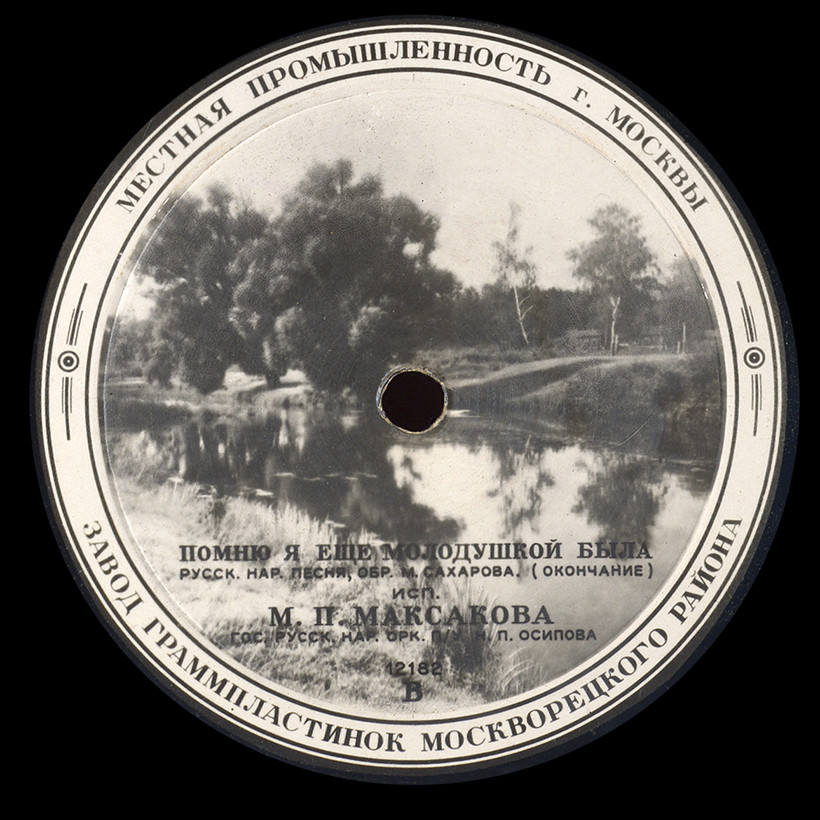 МЕСТНАЯ ПРОМЫШЛЕННОСТЬ г. МОСКВЫ
ПОМНЮ Я ЕЩЕ МОЛОДУШКОЙ БЫЛА
РУССК. НАР. ПЕСНЯ, ОБР. М. САХАРОВА. (ОКОНЧАНИЕ)
ИСП.
М. П. МАКСАКОВА
ГОС. РУССК. НАР. ОРК. П/У. Н. П. ОСИПОВА
12182
В
ЗАВОД ГРАММПЛАСТИНОК МОСКВОРЕЦКОГО РАЙОНА